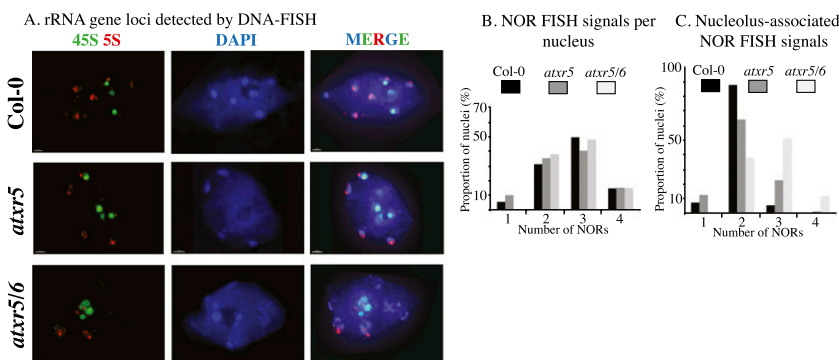 A. rRNA gene loci detected by DNA-FISH
45S 5S
DAPI
MERGE
Col-0
atxr5
atxr5/6
B. NOR FISH signals per
nucleus
Col-0
atxr5
atxr5/6
Proportion of nuclei (%)
70
50
10
1
2
3
4
Number of NORs
C. Nucleolus-associated
NOR FISH signals
Col-0
atxr5
atxr5/6
Proportion of nuclei (%)
100
50
10
1
2
3
4
Number of NORs